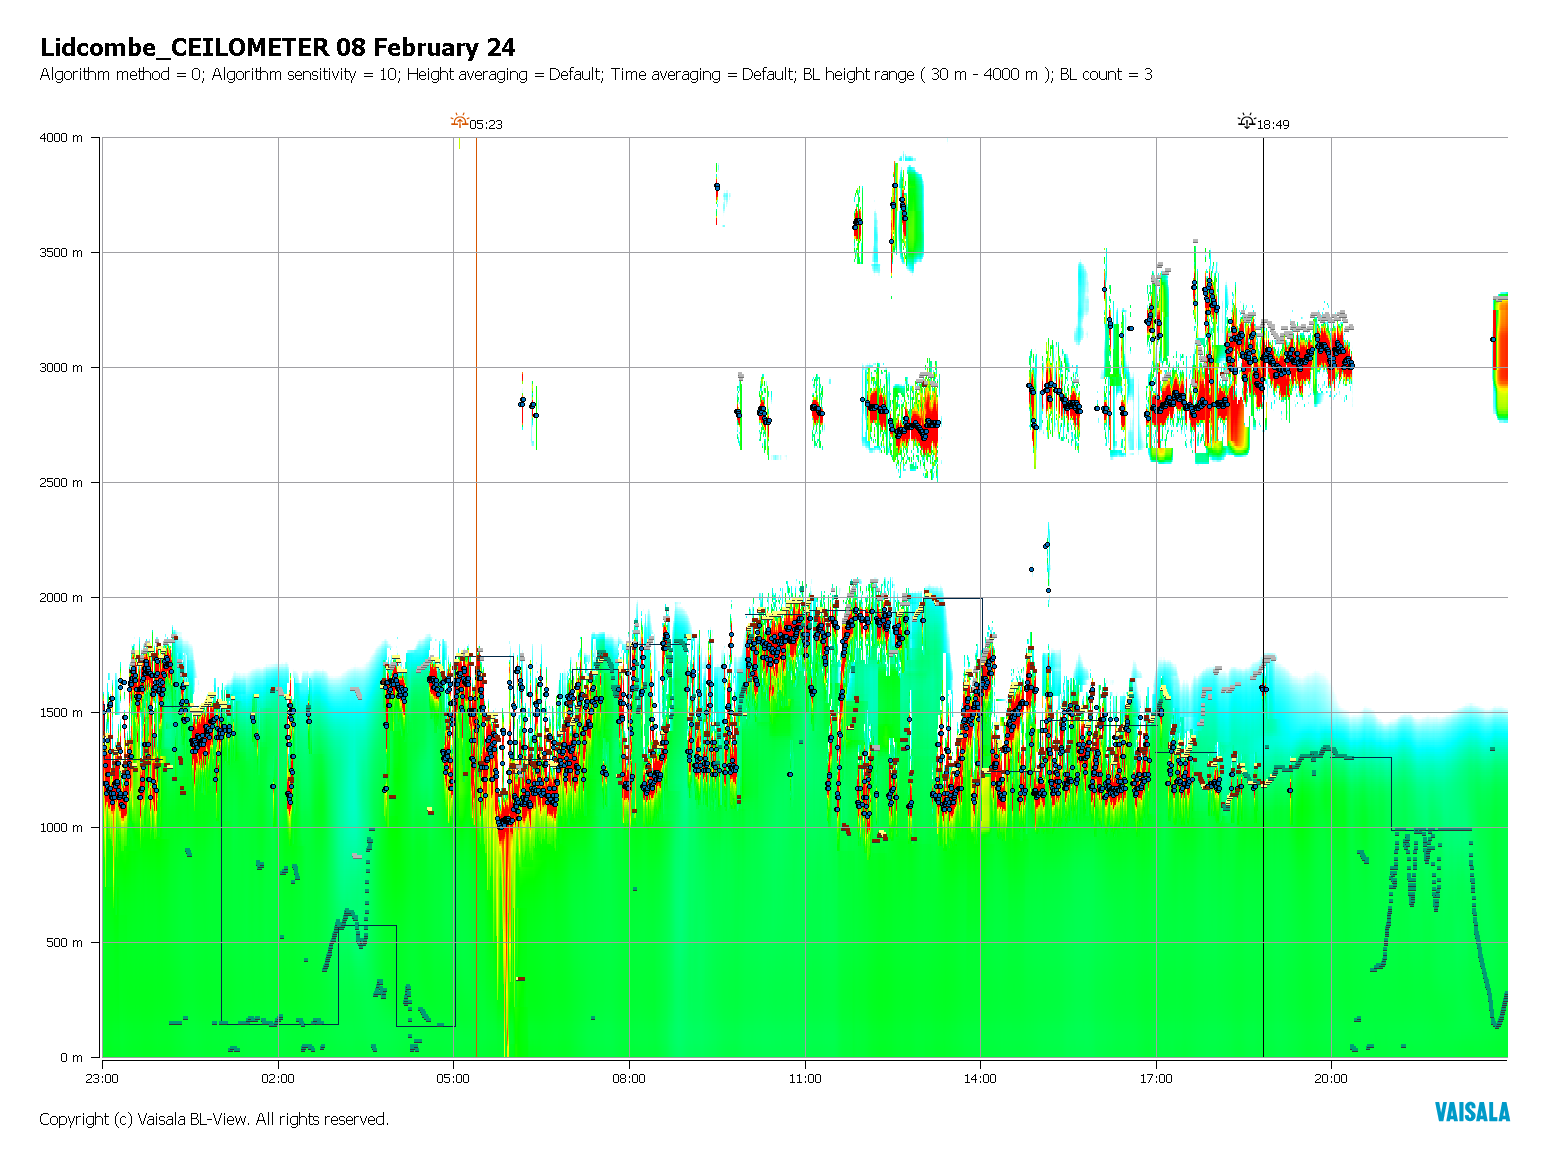 Lidcombe_CEILOMETER 08 February 24
Algorithm method = 0; Algorithm sensitivity = 10; Height averaging = Default; Time averaging = Default; BL height range ( 30 m - 4000 m ); BL count = 3
05:23
18:49
4000 m
3500 m
3000 m
2500 m
2000 m
1500 m
1000 m
500 m
0 m
23:00 02:00 05:00 08:00 11:00 14:00 17:00 20:00
Copyright (c) Vaisala BL-View. All rights reserved.
VAISALA